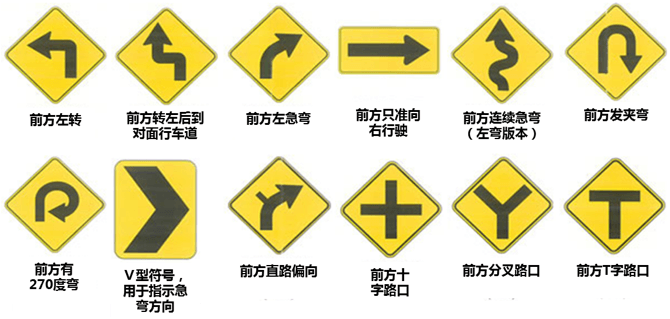 前方左转
前方转左后到
对面行车道
前方左急弯
前方只准向
右行驶
前方连续急弯
（左弯版本）
前方发夹弯
前方有
270度弯
V型符号，
用于指示急
弯方向
前方直路偏向
前方十
字路口
前方分叉路口
前方T字路口